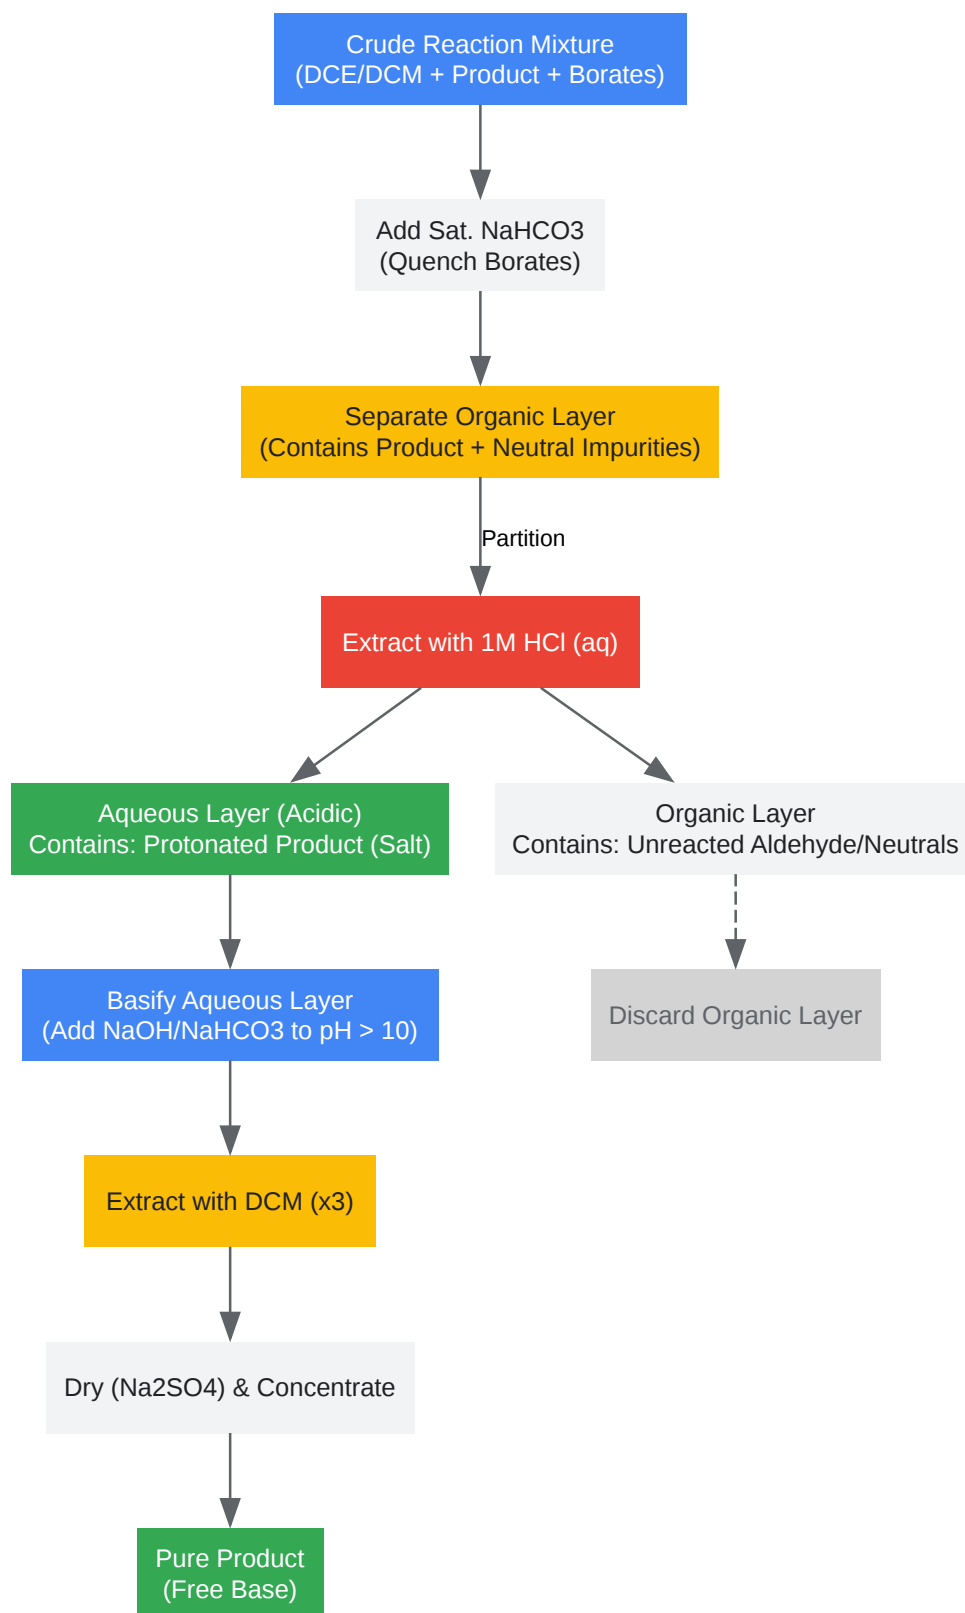 Crude Reaction Mixture
(DCE/DCM + Product + Borates)
Add Sat. NaHCO3
(Quench Borates)
Separate Organic Layer
(Contains Product + Neutral Impurities)
Partition
Extract with 1M HCl (aq)
Aqueous Layer (Acidic)
Contains: Protonated Product (Salt)
Organic Layer
Contains: Unreacted Aldehyde/Neutrals
Basify Aqueous Layer
(Add NaOH/NaHCO3 to pH > 10)
Discard Organic Layer
Extract with DCM (x3)
Dry (Na2SO4) & Concentrate
Pure Product
(Free Base)